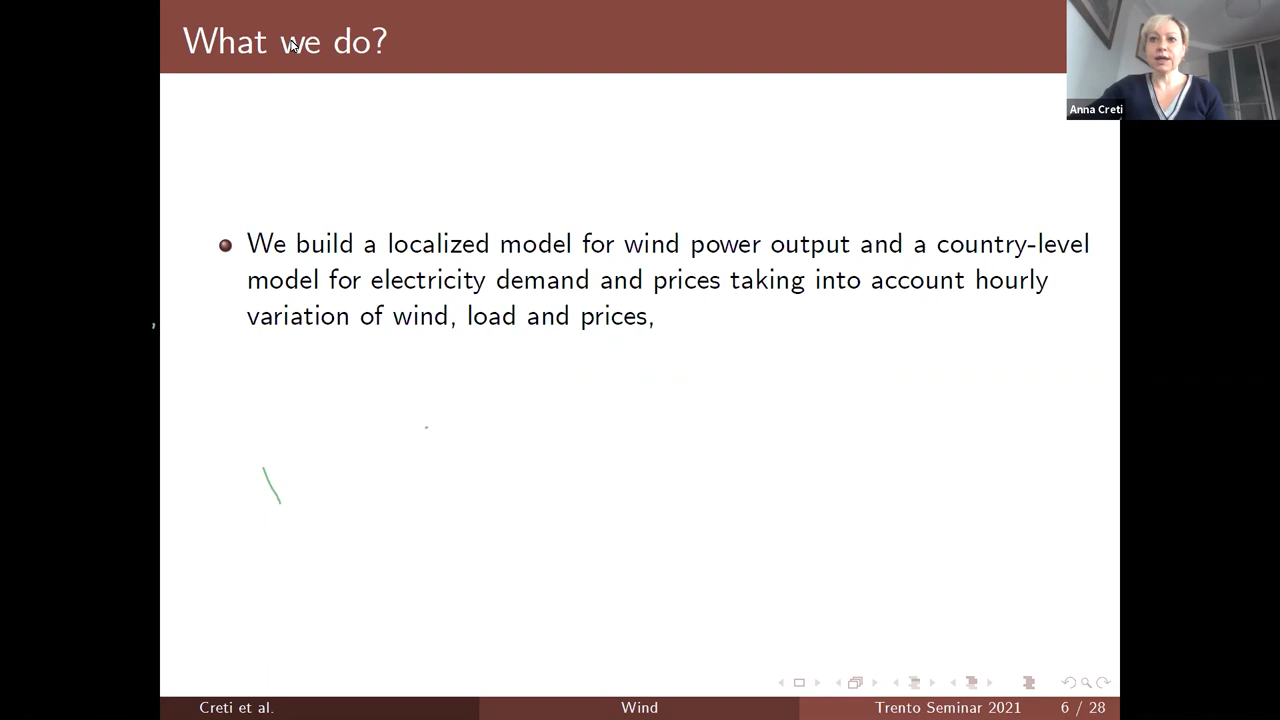 What we do?
Anna Creti
We build a localized model for wind power output and a country-level
model for electricity demand and prices taking into account hourly
variation of wind, load and prices,
Creti et al.
Wind
Trento Seminar 2021
6 / 28